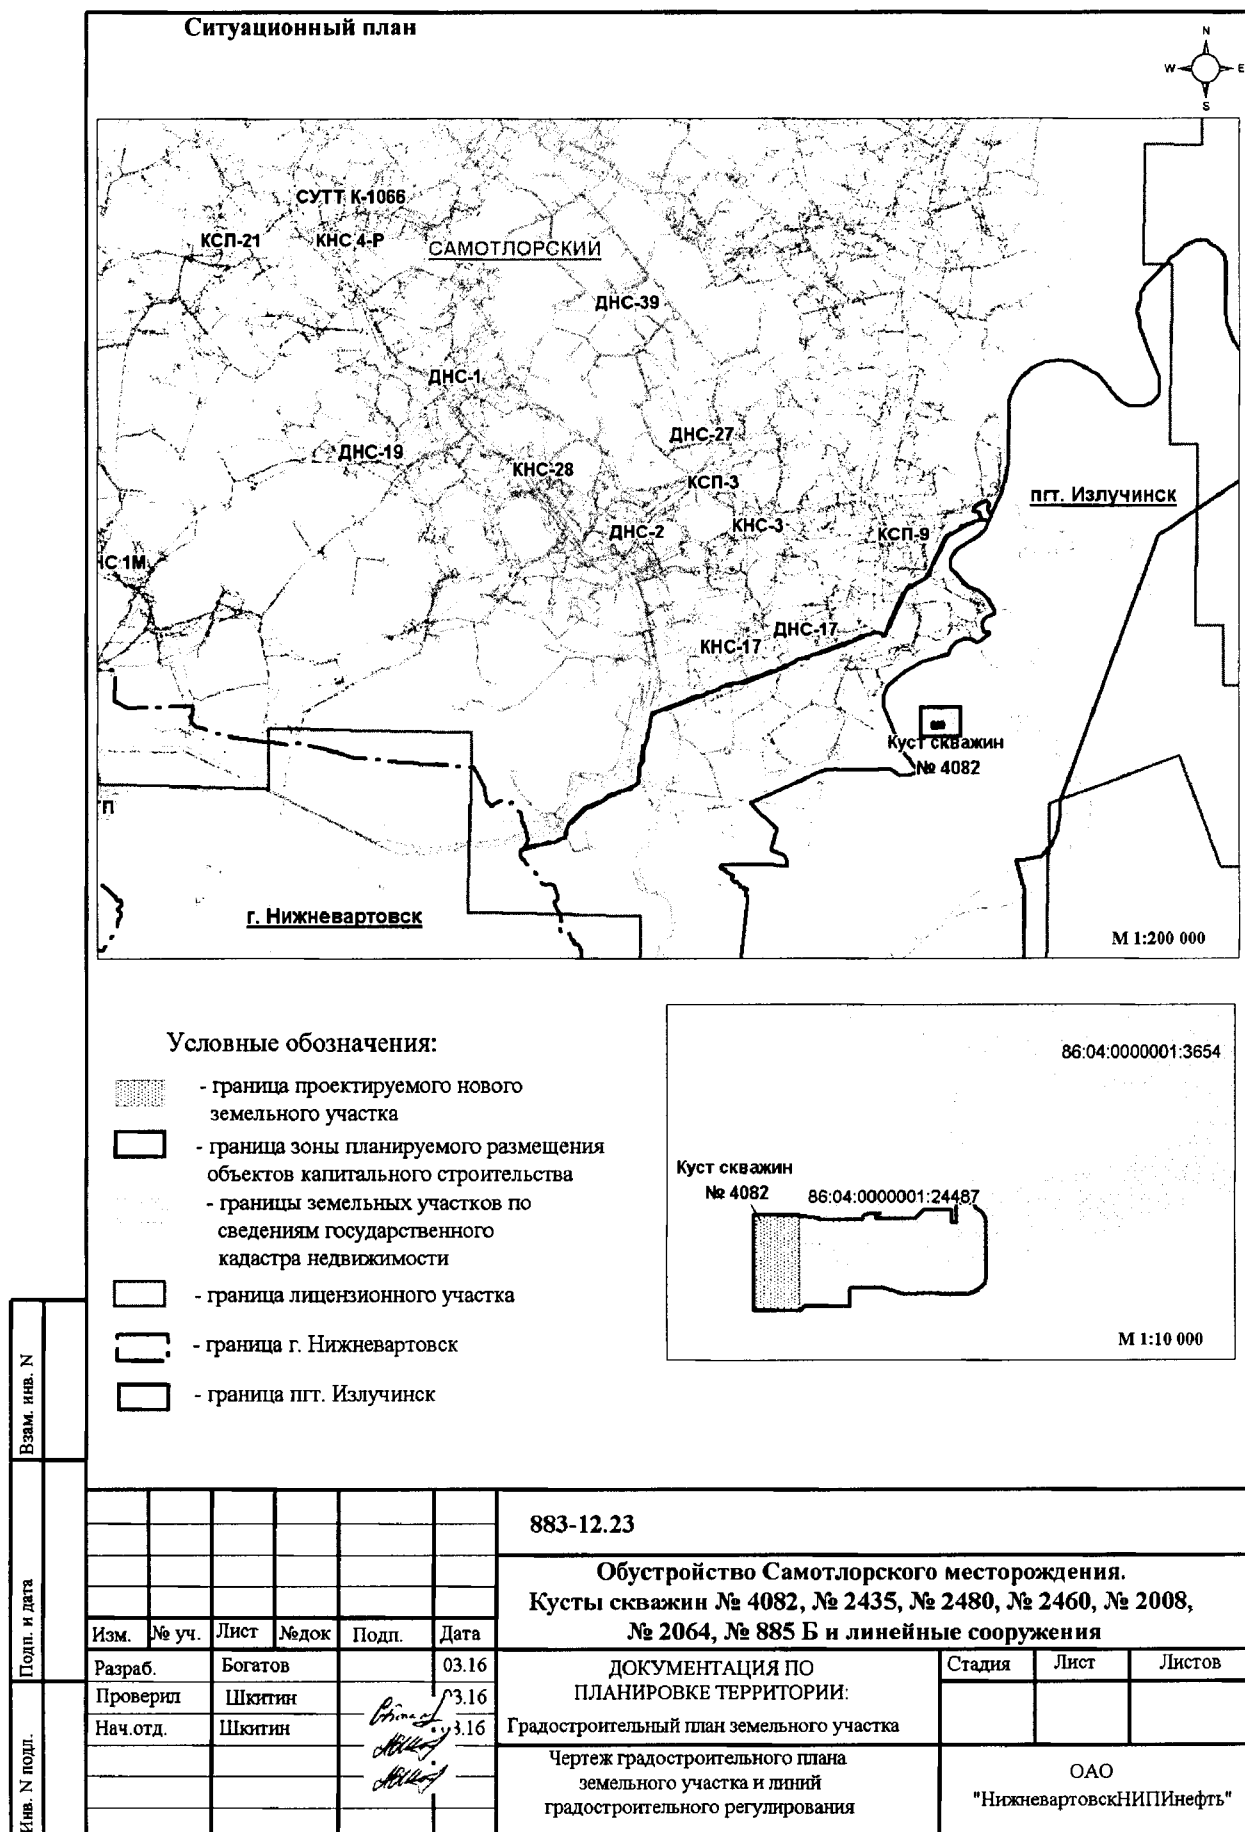 Ситуационный план
N
W
E
S
СУТТ К-1066
КСП-21
КНС 4-Р
САМОТЛОРСКИЙ
ДНС-39
ДНС-1
ДНС-27
ДНС-19
КНС-28
КСП-3
пгт. Излучинск
КНС-3
ДНС-2
КСП-9
НС 1М
ДНС-17
КНС-17
Куст скважин
№ 4082
ТП
г. Нижневартовск
М 1:200 000
Условные обозначения:
- граница проектируемого нового
земельного участка
- граница зоны планируемого размещения
объектов капитального строительства
- границы земельных участков по
сведениям государственного
кадастра недвижимости
- граница лицензионного участка
- граница г. Нижневартовск
- граница пгт. Излучинск
86:04:0000001:3654
Куст скважин
№ 4082
86:04:0000001:24487
М 1:10 000
Взам. инв. N
Подп. и дата
Инв. N подл.
883-12.23
Обустройство Самотлорского месторождения.
Кусты скважин № 4082, № 2435, № 2480, № 2460, № 2008,
№ 2064, № 885 Б и линейные сооружения
Изм. № уч. Лист №док Подп. Дата
Разраб. Богатов 03.16
Проверил Шкитин 03.16
Нач.отд. Шкитин 3.16
ДОКУМЕНТАЦИЯ ПО
ПЛАНИРОВКЕ ТЕРРИТОРИИ:
Градостроительный план земельного участка
Стадия Лист Листов
Чертеж градостроительного плана
земельного участка и линий
градостроительного регулирования
ОАО
"НижневартовскНИПИнефть"